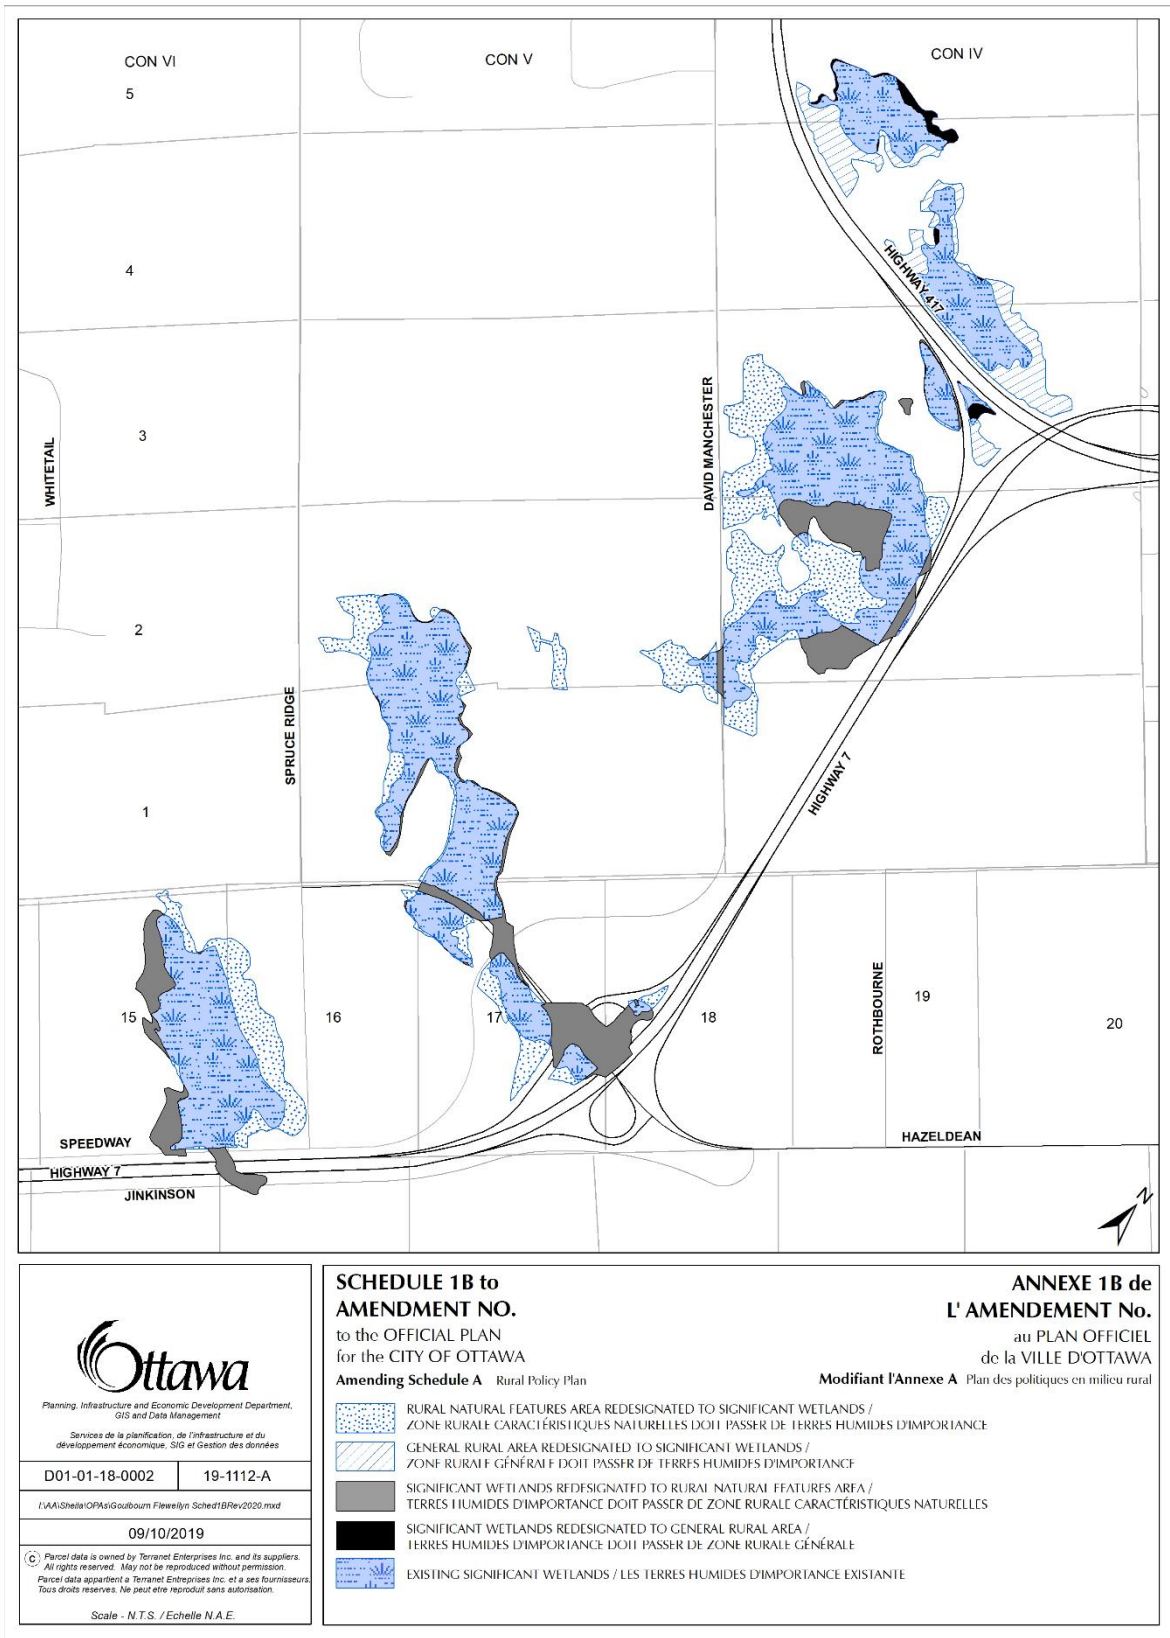 CON VI
CON V
CON IV
5
4
HIGHWAY 417
3
WHITETAIL
DAVID MANCHESTER
2
SPRUCE RIDGE
HIGHWAY 7
1
15
16
17
18
ROTHBOURNE
19
20
SPEEDWAY
HAZELDEAN
HIGHWAY 7
JINKINSON
N
Ottawa
Planning, Infrastructure and Economic Development Department,
GIS and Data Management
Services de la planification, de l'infrastructure et du
développement économique, SIG et Gestion des données
D01-01-18-0002
19-1112-A
I:\AA\Sheila\OPAs\Goulbourn Flewellyn Sched1BRev2020.mxd
09/10/2019
© Parcel data is owned by Teranet Enterprises Inc. and its suppliers.
All rights reserved. May not be reproduced without permission.
Parcel data appartient a Teranet Entreprises Inc. et a ses fournisseurs.
Tous droits reserves. Ne peut etre reproduit sans autorisation.
Scale - N.T.S. / Echelle N.A.E.
SCHEDULE 1B to
AMENDMENT NO.
to the OFFICIAL PLAN
for the CITY OF OTTAWA
Amending Schedule A Rural Policy Plan
ANNEXE 1B de
L' AMENDEMENT No.
au PLAN OFFICIEL
de la VILLE D'OTTAWA
Modifiant l'Annexe A Plan des politiques en milieu rural
RURAL NATURAL FEATURES AREA REDESIGNATED TO SIGNIFICANT WETLANDS /
ZONE RURALE CARACTÉRISTIQUES NATURELLES DOIT PASSER DE TERRES HUMIDES D'IMPORTANCE
GENERAL RURAL AREA REDESIGNATED TO SIGNIFICANT WETLANDS /
ZONE RURALE GÉNÉRALE DOIT PASSER DE TERRES HUMIDES D'IMPORTANCE
SIGNIFICANT WETLANDS REDESIGNATED TO RURAL NATURAL FEATURES AREA /
TERRES HUMIDES D'IMPORTANCE DOIT PASSER DE ZONE RURALE CARACTÉRISTIQUES NATURELLES
SIGNIFICANT WETLANDS REDESIGNATED TO GENERAL RURAL AREA /
TERRES HUMIDES D'IMPORTANCE DOIT PASSER DE ZONE RURALE GÉNÉRALE
EXISTING SIGNIFICANT WETLANDS / LES TERRES HUMIDES D'IMPORTANCE EXISTANTE